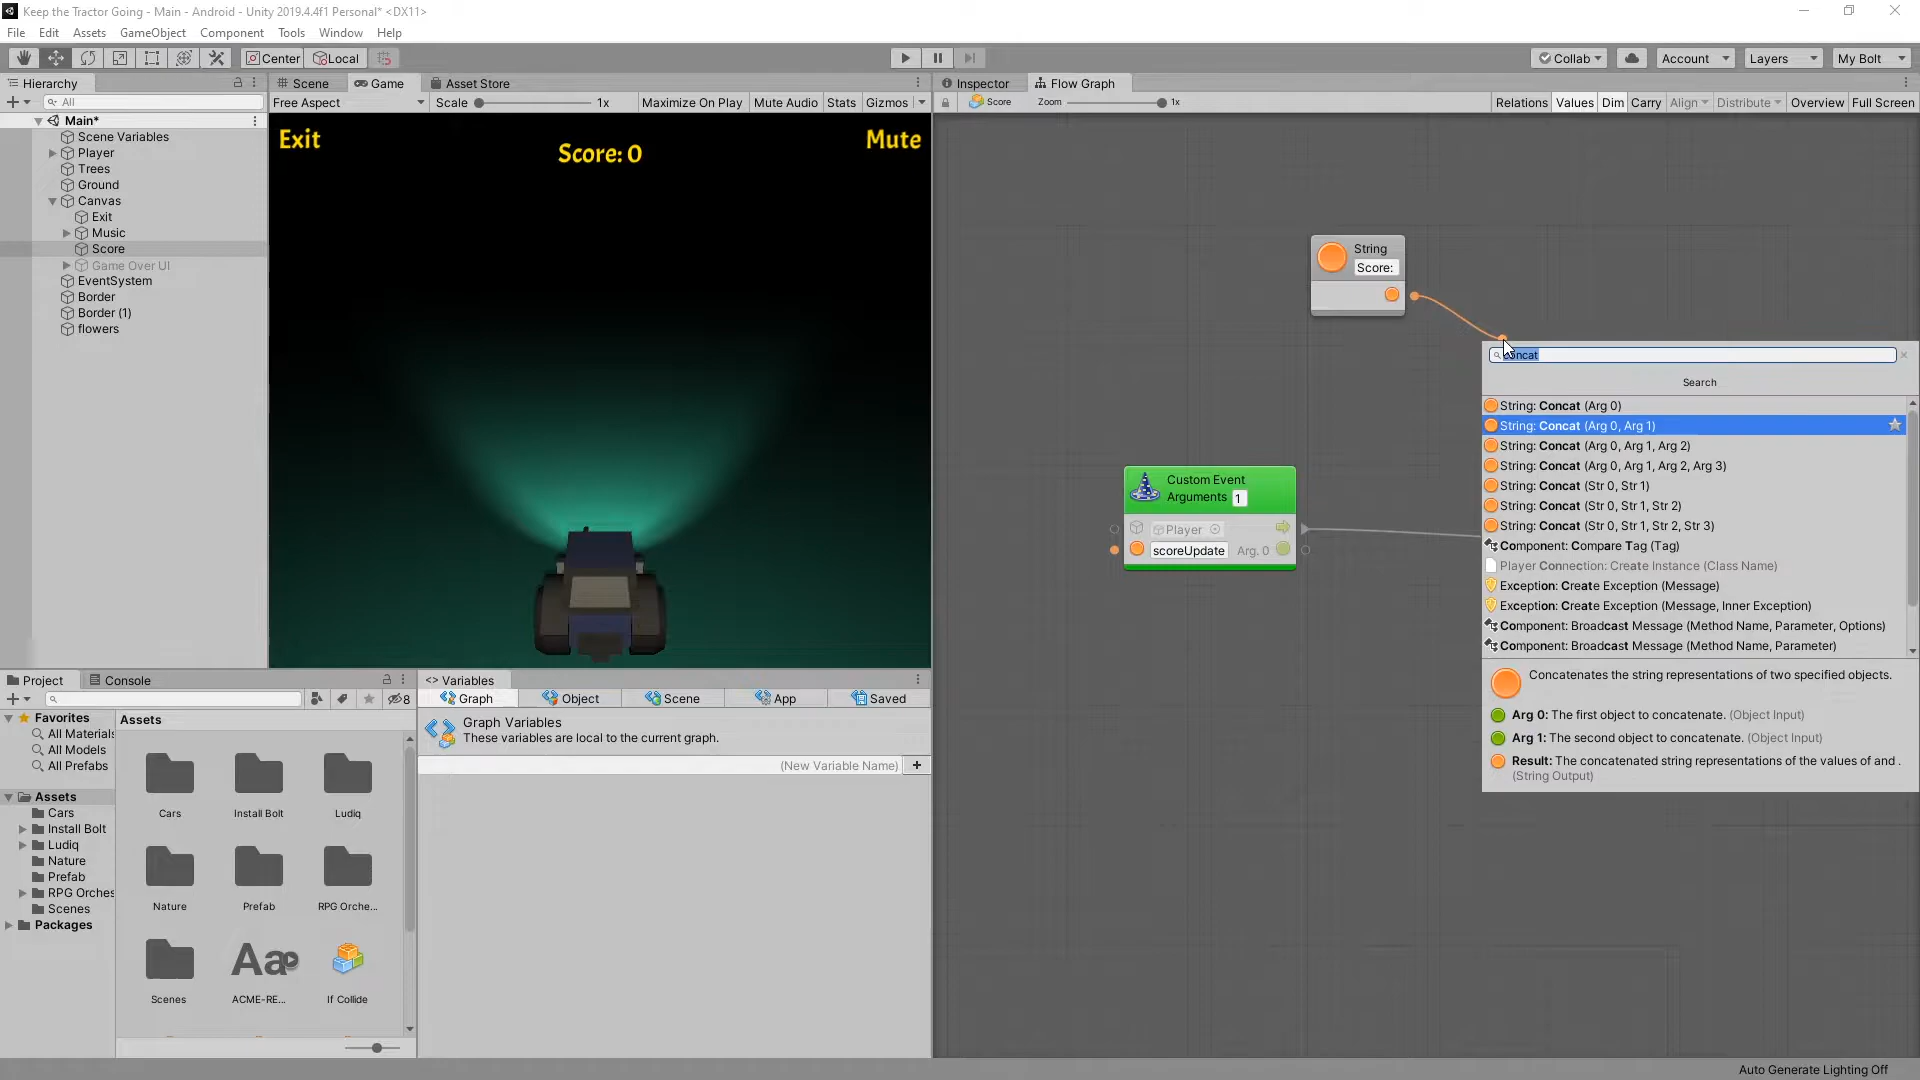 Keep the Tractor Going - Main - Android - Unity 2019.4.4f1 Personal* <DX11>
File Edit Assets GameObject Component Tools Window Help
Center Local Collab Account Layers My Bolt
Hierarchy
All
Main*
Scene Variables
Player
Trees
Ground
Canvas
Exit
Music
Score
Game Over UI
EventSystem
Border
Border (1)
flowers
Scene Game Asset Store
Free Aspect Scale 1x Maximize On Play Mute Audio Stats Gizmos
Exit Score: 0 Mute
Inspector Flow Graph
Score Zoom 1x Relations Values Dim Carry Align Distribute Overview Full Screen
String
Score:
Custom Event
Arguments 1
Player
scoreUpdate Arg. 0
concat
Search
String: Concat (Arg 0)
String: Concat (Arg 0, Arg 1)
String: Concat (Arg 0, Arg 1, Arg 2)
String: Concat (Arg 0, Arg 1, Arg 2, Arg 3)
String: Concat (Str 0, Str 1)
String: Concat (Str 0, Str 1, Str 2)
String: Concat (Str 0, Str 1, Str 2, Str 3)
Component: Compare Tag (Tag)
Player Connection: Create Instance (Class Name)
Exception: Create Exception (Message)
Exception: Create Exception (Message, Inner Exception)
Component: Broadcast Message (Method Name, Parameter, Options)
Component: Broadcast Message (Method Name, Parameter)
Concatenates the string representations of two specified objects.
Arg 0: The first object to concatenate. (Object Input)
Arg 1: The second object to concatenate. (Object Input)
Result: The concatenated string representations of the values of and .
(String Output)
Project Console
8
Favorites
All Materials
All Models
All Prefabs
Assets
Cars
Install Bolt
Ludiq
Nature
Prefab
RPG Orches
Scenes
Packages
Assets
Cars Install Bolt Ludiq
Nature Prefab RPG Orche...
Aa
Scenes ACME-RE... If Collide
<> Variables
Graph Object Scene App Saved
Graph Variables
These variables are local to the current graph.
(New Variable Name) +
Auto Generate Lighting Off